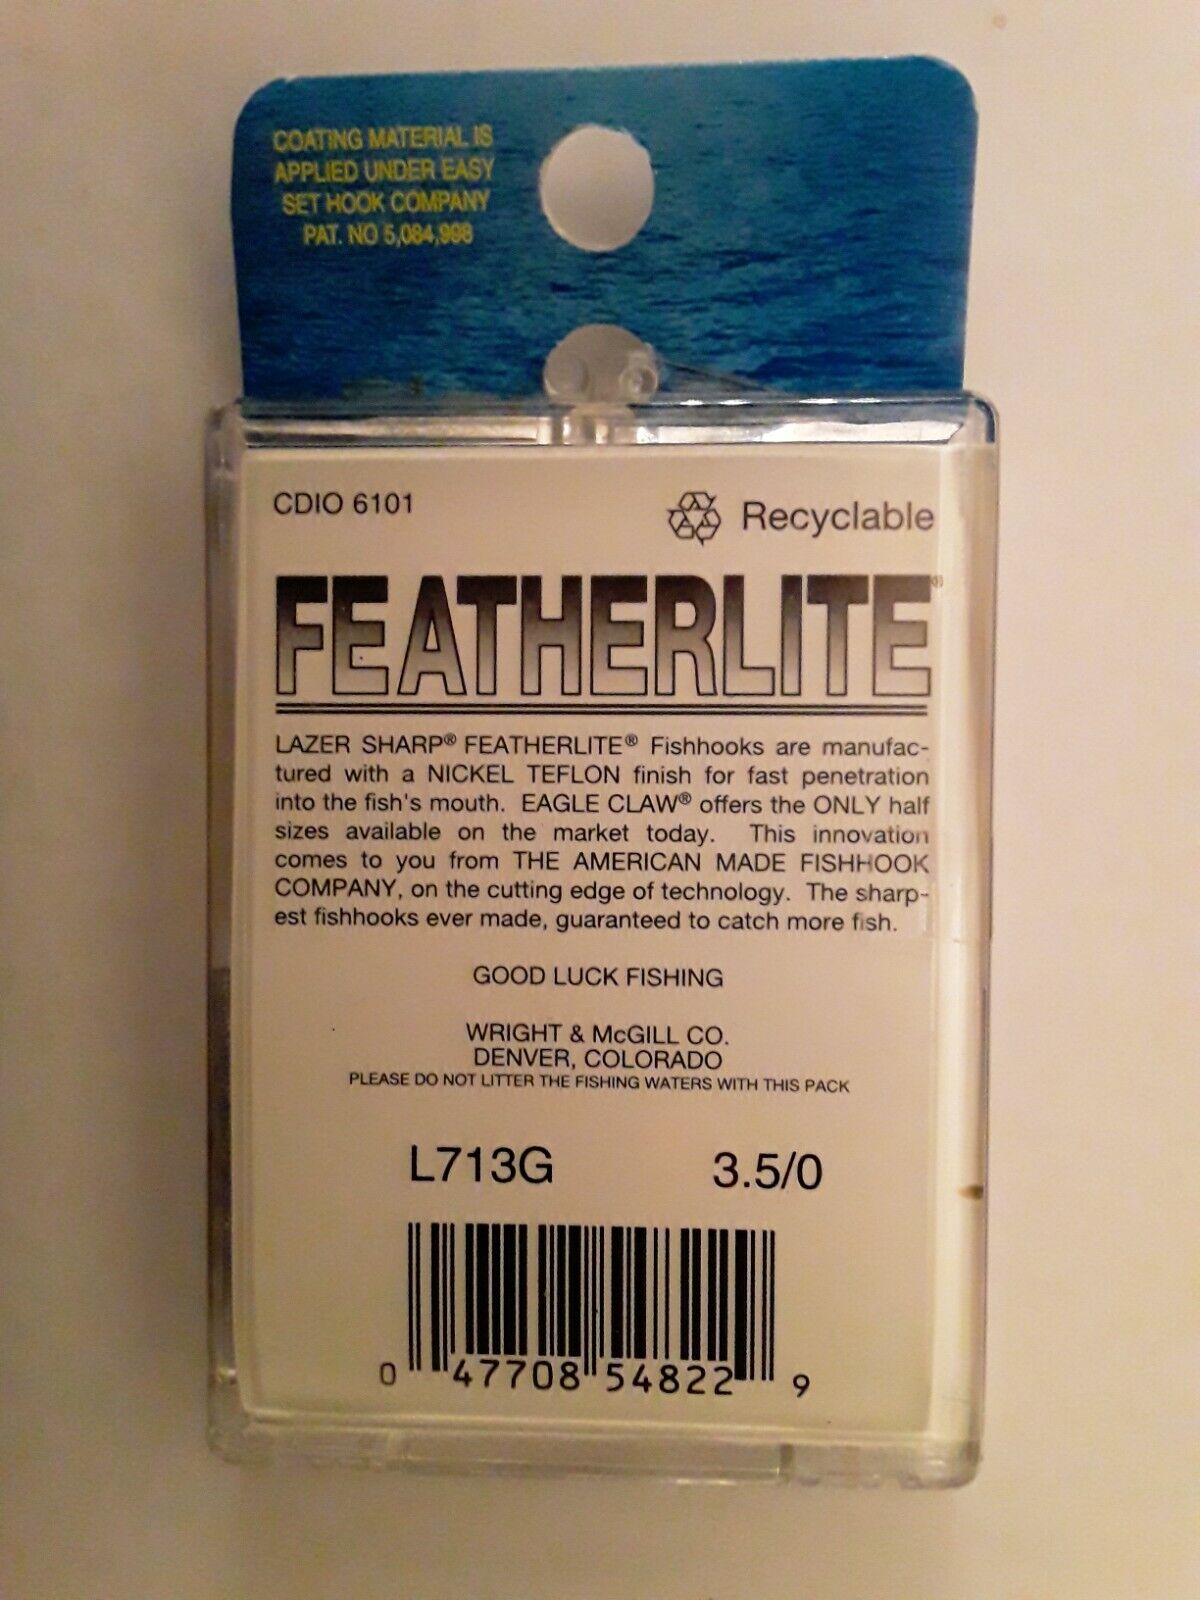 COATING MATERIAL IS
APPLIED UNDER EASY
SET HOOK COMPANY
PAT. NO 5,084,998
CDIO 6101
Recyclable
FEATHERLITE®
LAZER SHARP® FEATHERLITE® Fishhooks are manufac-
tured with a NICKEL TEFLON finish for fast penetration
into the fish's mouth. EAGLE CLAW® offers the ONLY half
sizes available on the market today. This innovation
comes to you from THE AMERICAN MADE FISHHOOK
COMPANY, on the cutting edge of technology. The sharp-
est fishhooks ever made, guaranteed to catch more fish.
GOOD LUCK FISHING
WRIGHT & McGILL CO.
DENVER, COLORADO
PLEASE DO NOT LITTER THE FISHING WATERS WITH THIS PACK
L713G 3.5/0
0 47708 54822 9